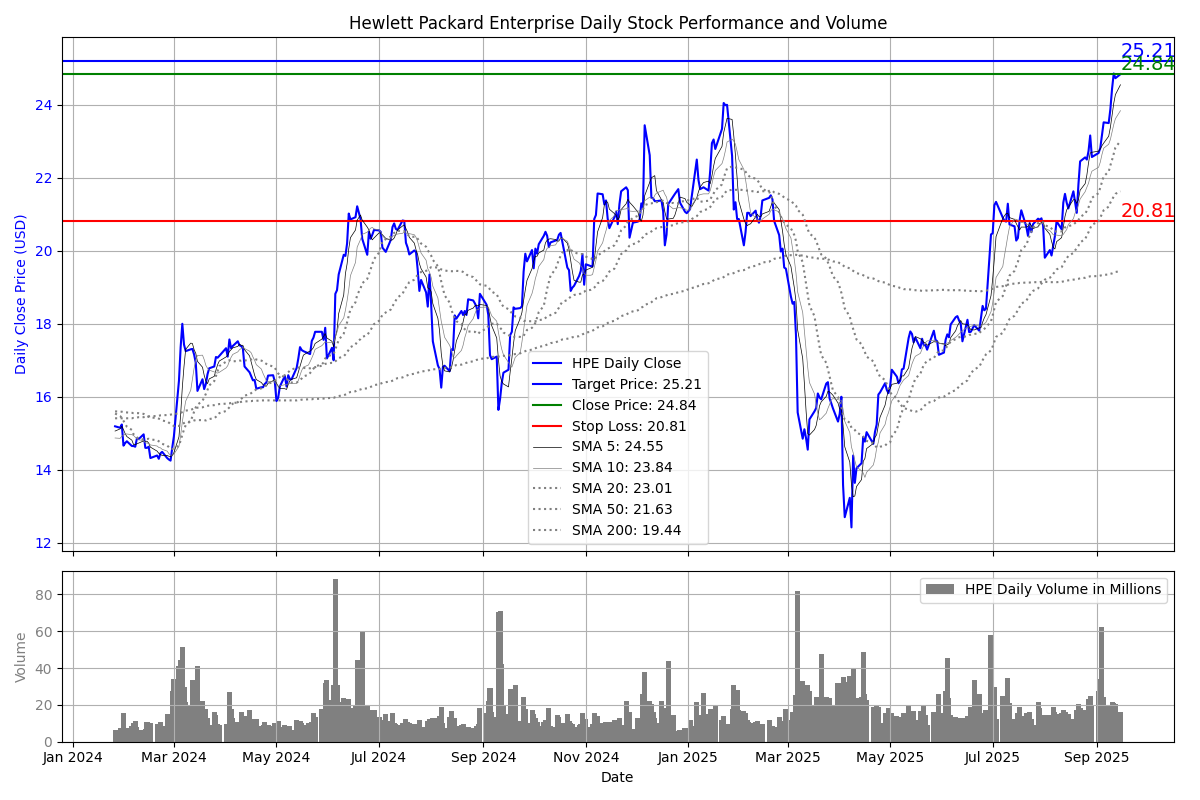 Hewlett Packard Enterprise Daily Stock Performance and Volume
25.21
24.84
24
22
20.81
20
18
16
14
12
Daily Close Price (USD)
HPE Daily Close
Target Price: 25.21
Close Price: 24.84
Stop Loss: 20.81
SMA 5: 24.55
SMA 10: 23.84
SMA 20: 23.01
SMA 50: 21.63
SMA 200: 19.44
HPE Daily Volume in Millions
80
60
40
20
0
Volume
Jan 2024 Mar 2024 May 2024 Jul 2024 Sep 2024 Nov 2024 Jan 2025 Mar 2025 May 2025 Jul 2025 Sep 2025
Date